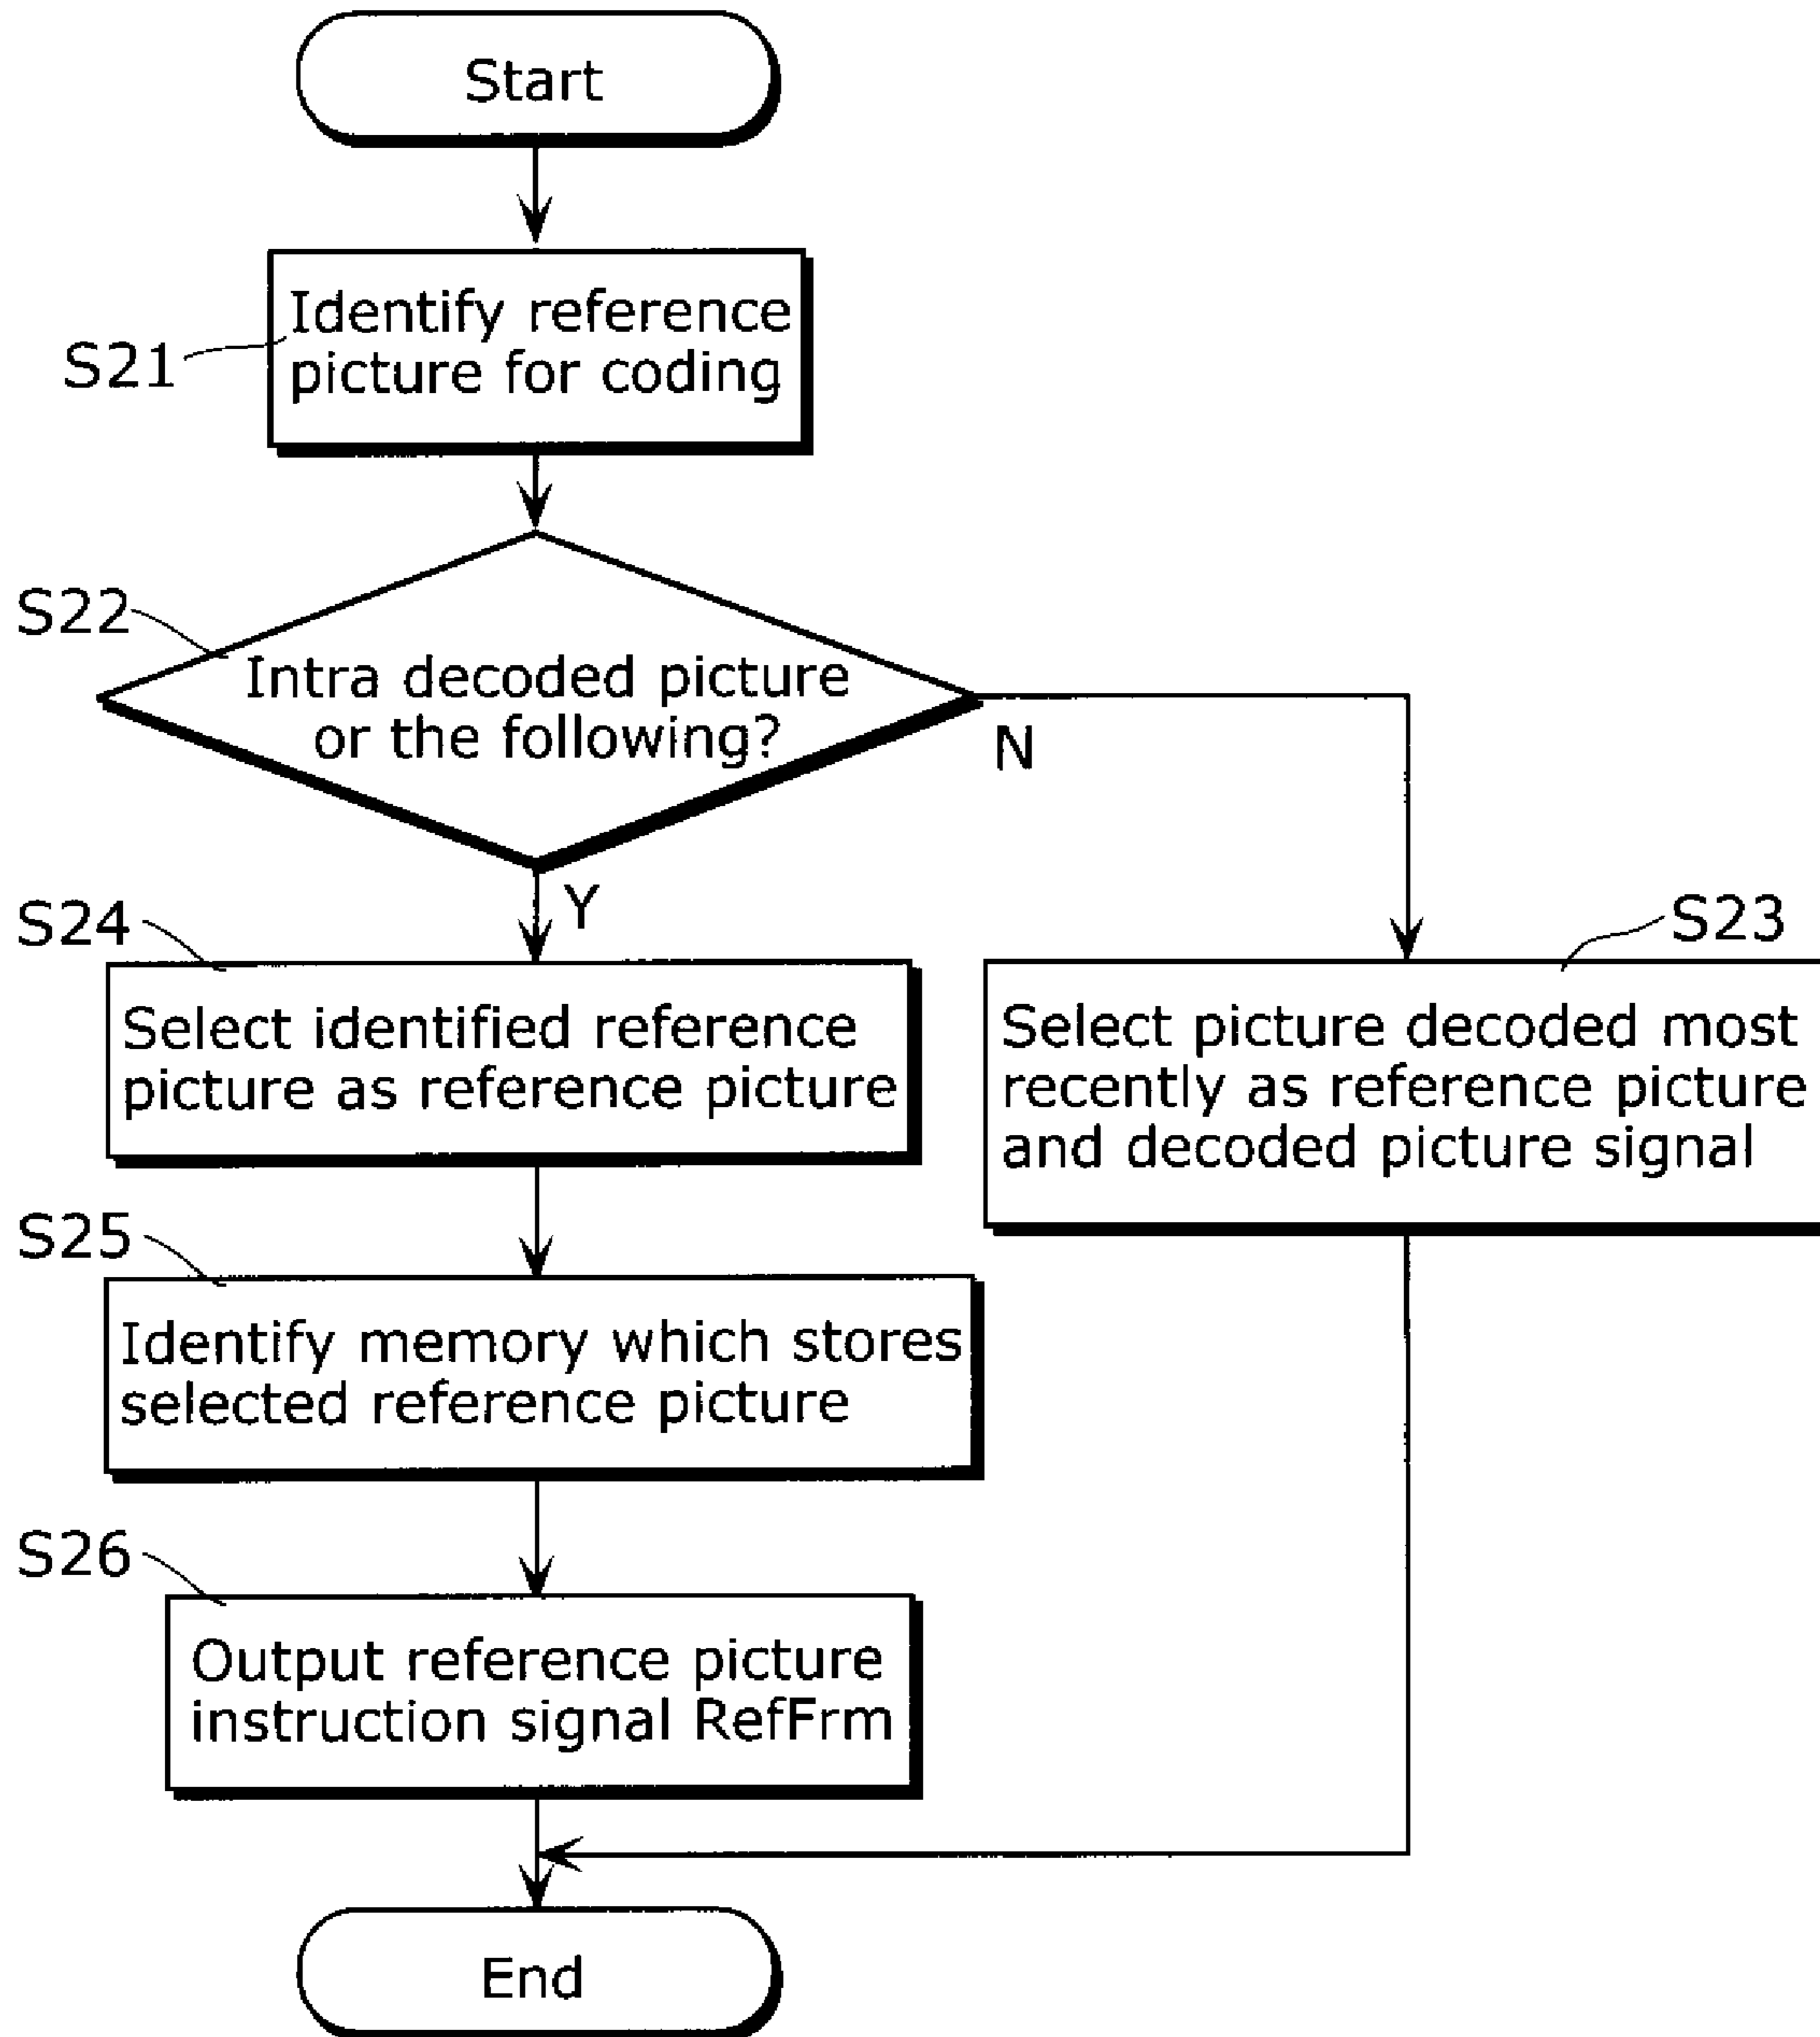 Start
S21
Identify reference
picture for coding
S22
Intra decoded picture
or the following?
N
Y
S24
Select identified reference
picture as reference picture
S23
Select picture decoded most
recently as reference picture
and decoded picture signal
S25
Identify memory which stores
selected reference picture
S26
Output reference picture
instruction signal RefFrm
End